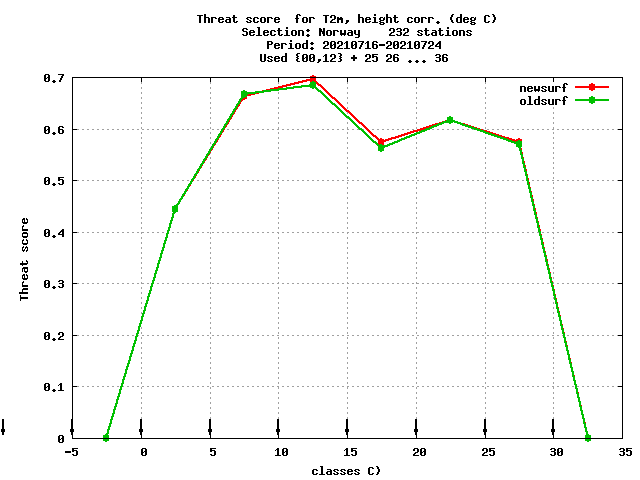 Threat score  for T2m, height corr. (deg C)
Selection: Norway    232 stations
Period: 20210716-20210724
Used {00,12} + 25 26 ... 36
newsurf
oldsurf
0.7
0.6
0.5
0.4
0.3
0.2
0.1
0
Threat score
-5 0 5 10 15 20 25 30 35
classes C)